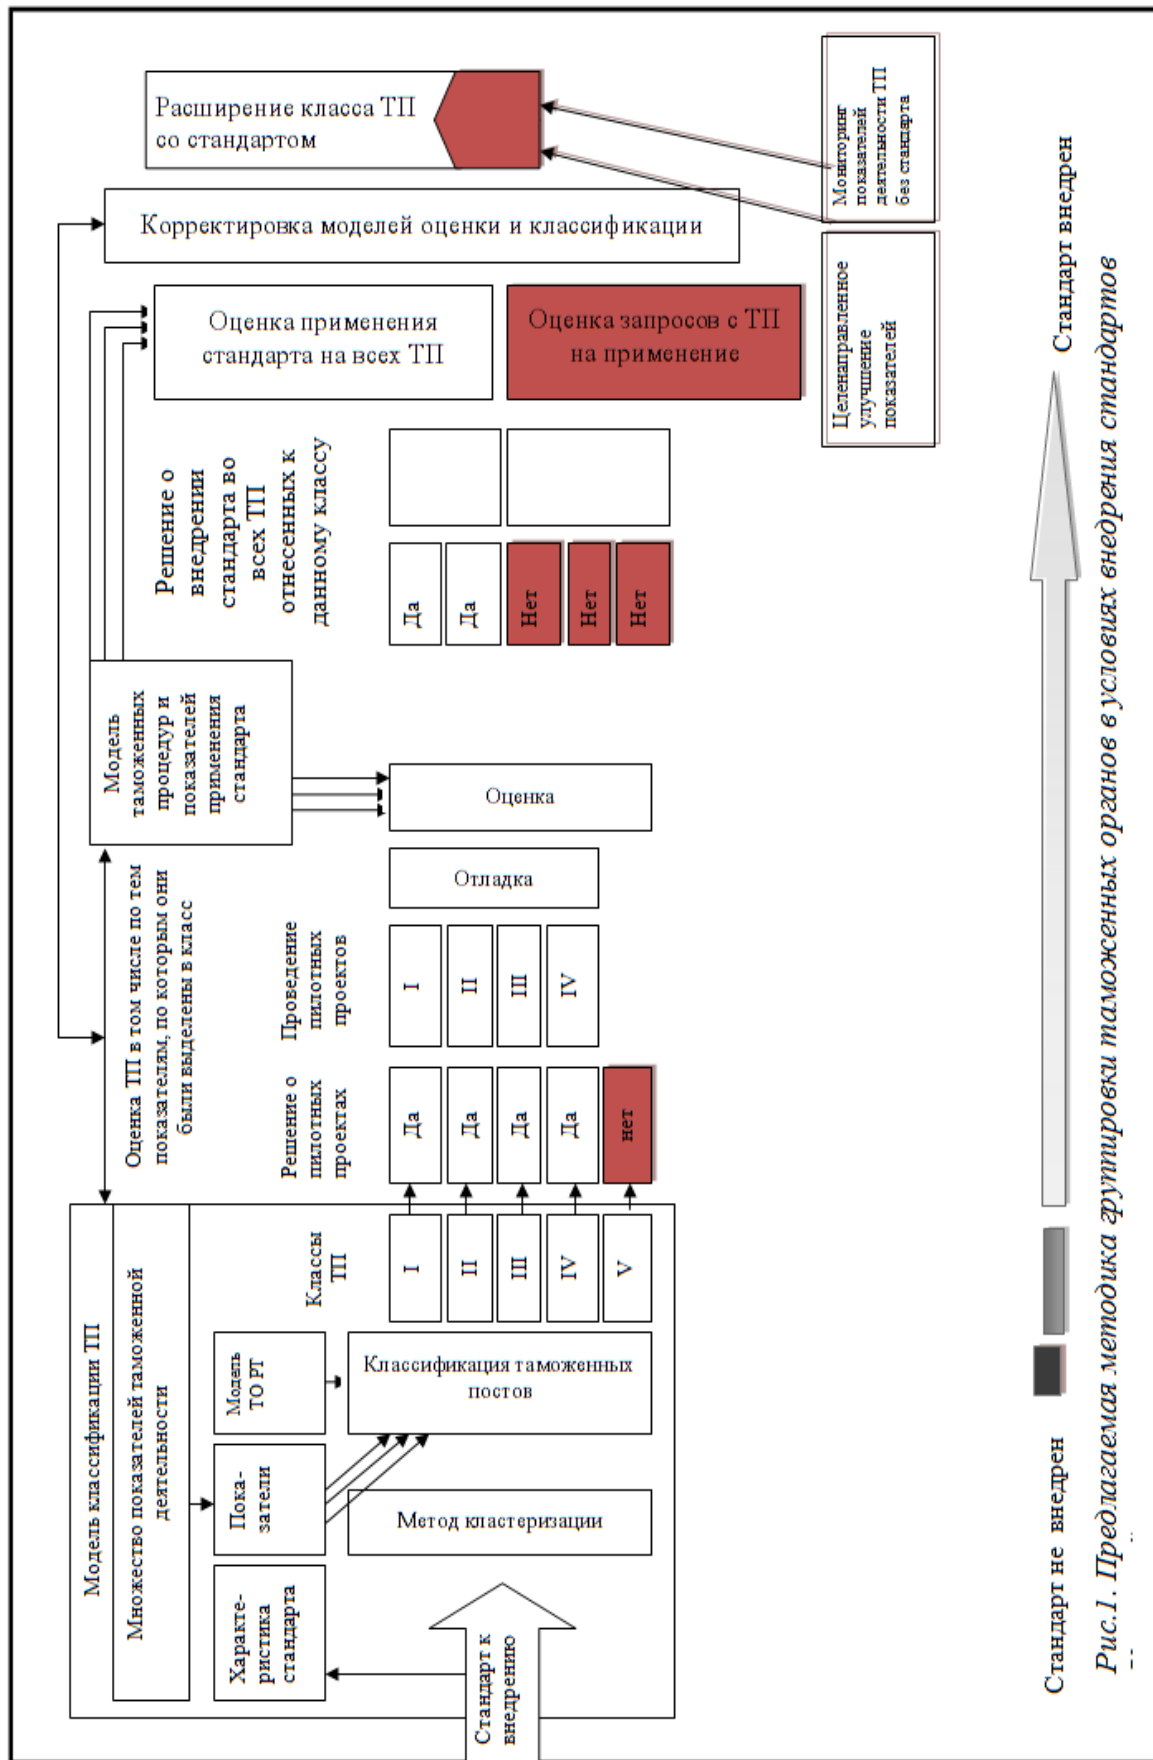 Модель классификации ТП
Множество показателей таможенной
деятельности
Характе-
ристика
стандарта
Пока-
затели
Модель
ТО РТ
Стандарт к
внедрению
Метод кластеризации
Классификация таможенных
постов
Классы
ТП
I
II
III
IV
V
Оценка ТП в том числе по тем
показателям, по которым они
были выделены в класс
Решение о
пилотных
проектах
Да
Да
Да
Да
нет
Проведение
пилотных
проектов
I
II
III
IV
Отладка
Оценка
Модель
таможенных
процедур и
показателей
применения
стандарта
Решение о
внедрении
стандарта во
всех ТП
отнесенных к
данному классу
Да
Да
Нет
Нет
Нет
Оценка применения
стандарта на всех ТП
Оценка запросов с ТП
на применение
Корректировка моделей оценки и классификации
Расширение класса ТП
со стандартом
Целенаправленное
улучшение
показателей
Мониторинг
показателей
деятельности ТП
без стандарта
Стандарт не внедрен
Стандарт внедрен
Рис.1. Предлагаемая методика группировки таможенных органов в условиях внедрения стандартов